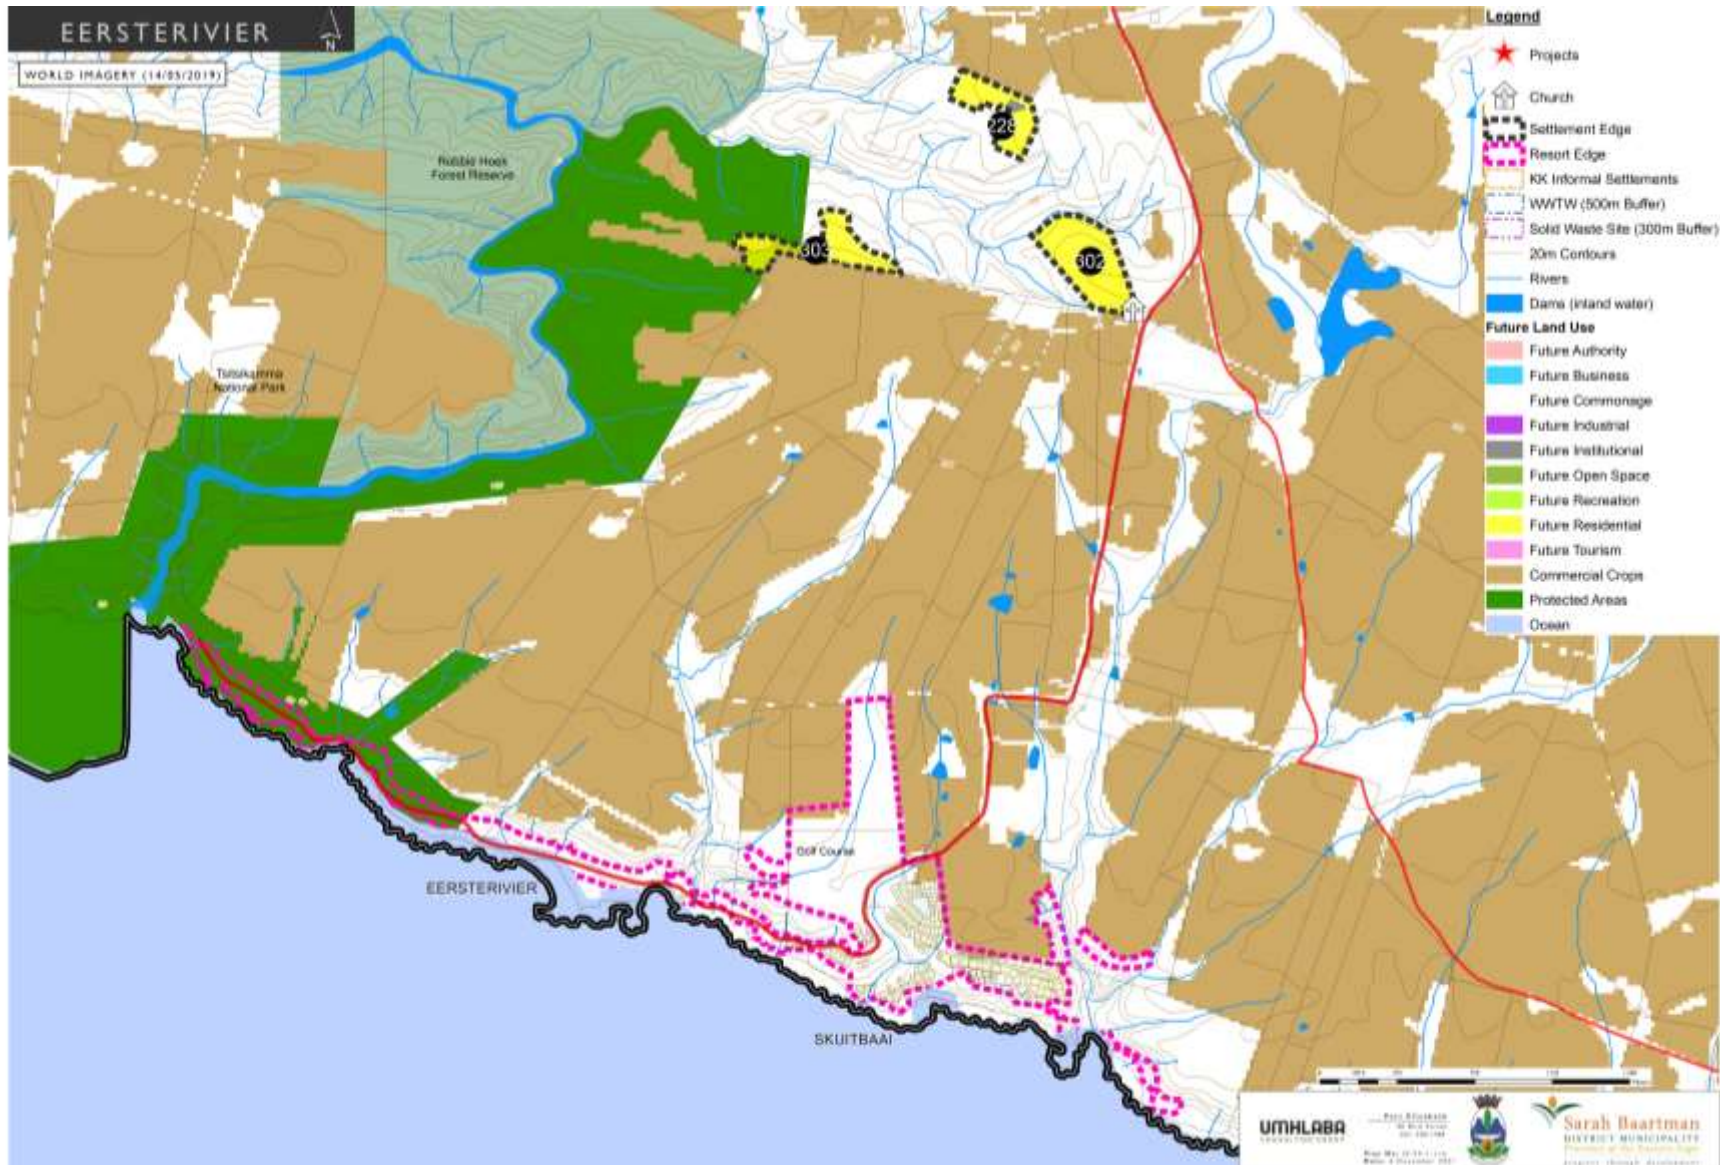 EERSTERIVIER
N
WORLD IMAGERY (14/05/2019)
Robbie Hoek
Forest Reserve
Tsitsikamma
National Park
228
303
302
Golf Course
EERSTERIVIER
SKUITBAAI
Legend
Projects
Church
Settlement Edge
Resort Edge
KK Informal Settlements
WWTW (500m Buffer)
Solid Waste Site (300m Buffer)
20m Contours
Rivers
Dams (inland water)
Future Land Use
Future Authority
Future Business
Future Commonage
Future Industrial
Future Institutional
Future Open Space
Future Recreation
Future Residential
Future Tourism
Commercial Crops
Protected Areas
Ocean
UMHLABA
Sarah Baartman
DISTRICT MUNICIPALITY